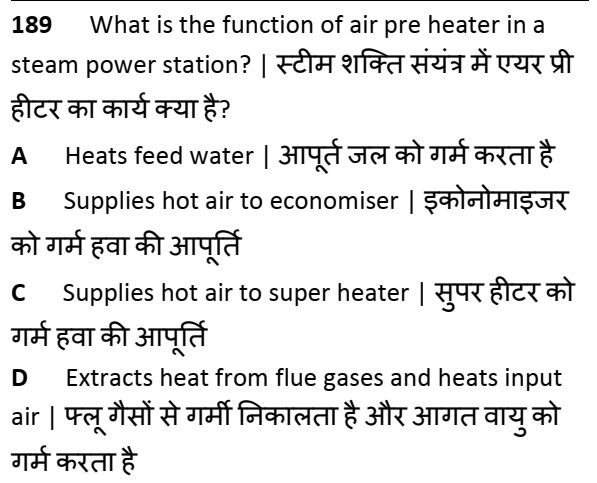 189 What is the function of air pre heater in a
steam power station? | स्टीम शक्ति संयंत्र में एयर प्री
हीटर का कार्य क्या है?
A Heats feed water | आपूर्त जल को गर्म करता है
B Supplies hot air to economiser | इकोनोमाइजर
को गर्म हवा की आपूर्ति
C Supplies hot air to super heater | सुपर हीटर को
गर्म हवा की आपूर्ति
D Extracts heat from flue gases and heats input
air | फ्लू गैसों से गर्मी निकालता है और आगत वायु को
गर्म करता है